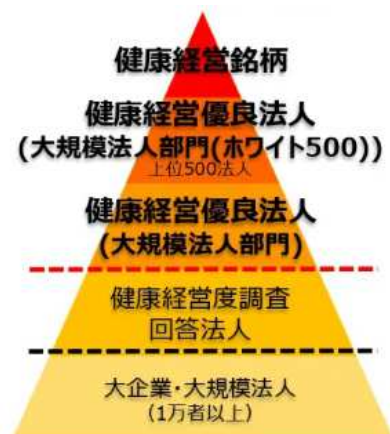 健康経営銘柄
健康経営優良法人
(大規模法人部門(ホワイト500))
上位500法人
健康経営優良法人
(大規模法人部門)
健康経営度調査
回答法人
大企業・大規模法人
(1万者以上)